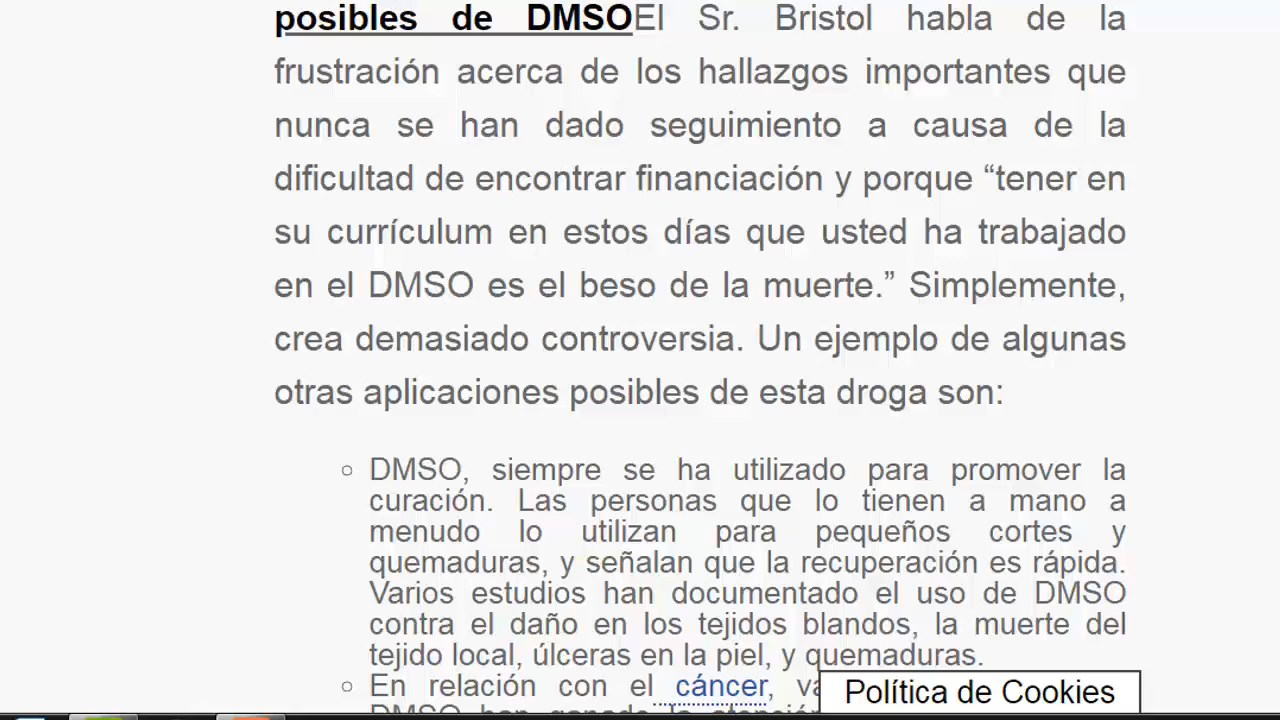 posibles de DMSOEl Sr. Bristol habla de la
frustración acerca de los hallazgos importantes que
nunca se han dado seguimiento a causa de la
dificultad de encontrar financiación y porque “tener en
su currículum en estos días que usted ha trabajado
en el DMSO es el beso de la muerte.” Simplemente,
crea demasiado controversia. Un ejemplo de algunas
otras aplicaciones posibles de esta droga son:
DMSO, siempre se ha utilizado para promover la
curación. Las personas que lo tienen a mano a
menudo lo utilizan para pequeños cortes y
quemaduras, y señalan que la recuperación es rápida.
Varios estudios han documentado el uso de DMSO
contra el daño en los tejidos blandos, la muerte del
tejido local, úlceras en la piel, y quemaduras.
En relación con el cáncer,
DMSO han ganado la atención
Política de Cookies